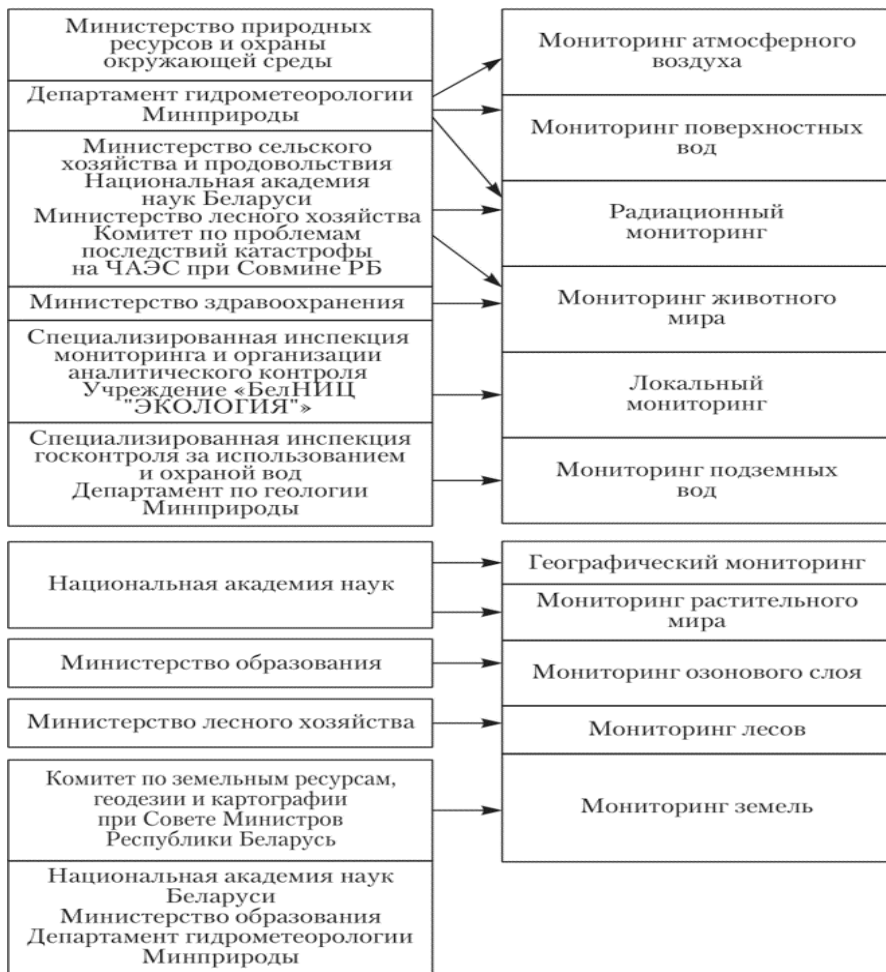 Министерство природных
ресурсов и охраны
окружающей среды
Департамент гидрометеорологии
Минприроды
Министерство сельского
хозяйства и продовольствия
Национальная академия
наук Беларуси
Министерство лесного хозяйства
Комитет по проблемам
последствий катастрофы
на ЧАЭС при Совмине РБ
Министерство здравоохранения
Специализированная инспекция
мониторинга и организации
аналитического контроля
Учреждение «БелНИЦ
"ЭКОЛОГИЯ"»
Специализированная инспекция
госконтроля за использованием
и охраной вод
Департамент по геологии
Минприроды
Мониторинг атмосферного
воздуха
Мониторинг поверхностных
вод
Радиационный
мониторинг
Мониторинг животного
мира
Локальный
мониторинг
Мониторинг подземных
вод
Национальная академия наук
Министерство образования
Министерство лесного хозяйства
Комитет по земельным ресурсам,
геодезии и картографии
при Совете Министров
Республики Беларусь
Национальная академия наук
Беларуси
Министерство образования
Департамент гидрометеорологии
Минприроды
Географический мониторинг
Мониторинг растительного
мира
Мониторинг озонового слоя
Мониторинг лесов
Мониторинг земель